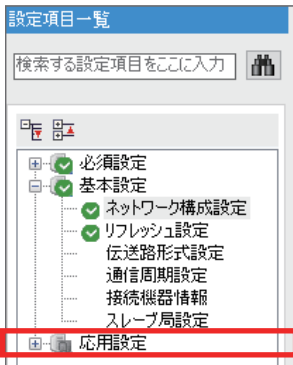 設定項目一覧
検索する設定項目をここに入力
必須設定
基本設定
ネットワーク構成設定
リフレッシュ設定
伝送路形式設定
通信周期設定
接続機器情報
スレーブ局設定
応用設定